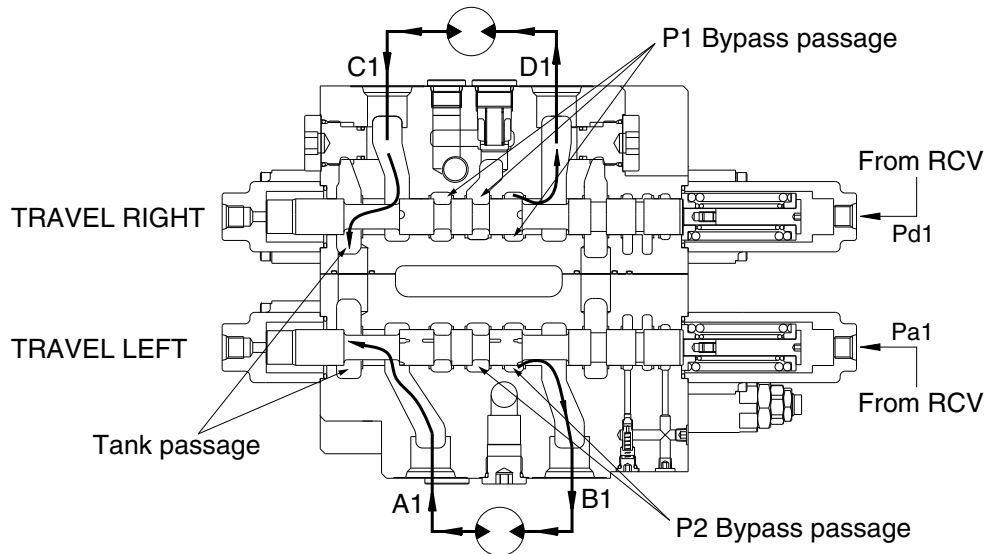 P1 Bypass passage
C1
D1
From RCV
TRAVEL RIGHT
Pd1
TRAVEL LEFT
Pa1
From RCV
Tank passage
A1
B1
P2 Bypass passage